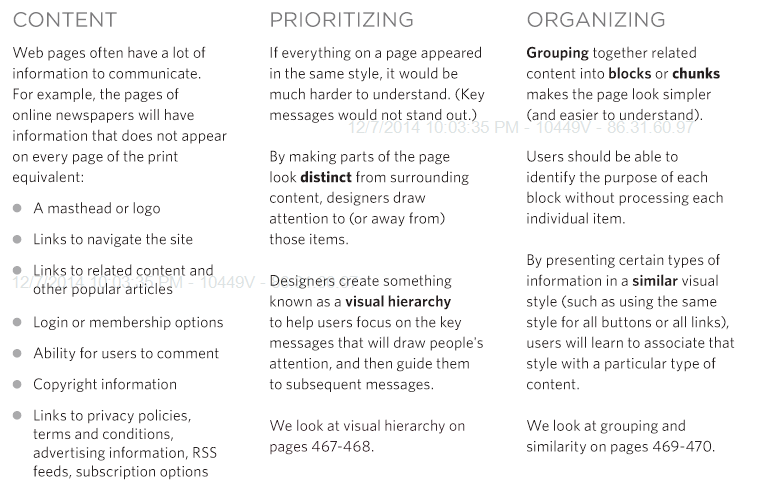 CONTENT
Web pages often have a lot of
information to communicate.
For example, the pages of
online newspapers will have
information that does not appear
on every page of the print
equivalent:
A masthead or logo
Links to navigate the site
Links to related content and
other popular articles
Login or membership options
Ability for users to comment
Copyright information
Links to privacy policies,
terms and conditions,
advertising information, RSS
feeds, subscription options
PRIORITIZING
If everything on a page appeared
in the same style, it would be
much harder to understand. (Key
messages would not stand out.)
By making parts of the page
look distinct from surrounding
content, designers draw
attention to (or away from)
those items.
Designers create something
known as a visual hierarchy
to help users focus on the key
messages that will draw people's
attention, and then guide them
to subsequent messages.
We look at visual hierarchy on
pages 467-468.
ORGANIZING
Grouping together related
content into blocks or chunks
makes the page look simpler
(and easier to understand).
Users should be able to
identify the purpose of each
block without processing each
individual item.
By presenting certain types of
information in a similar visual
style (such as using the same
style for all buttons or all links),
users will learn to associate that
style with a particular type of
content.
We look at grouping and
similarity on pages 469-470.
12/7/2014 10:03:35 PM - 10449V - 86.31.60.97
12/7/2014 10:03:35 PM - 10449V - 86.31.60.97